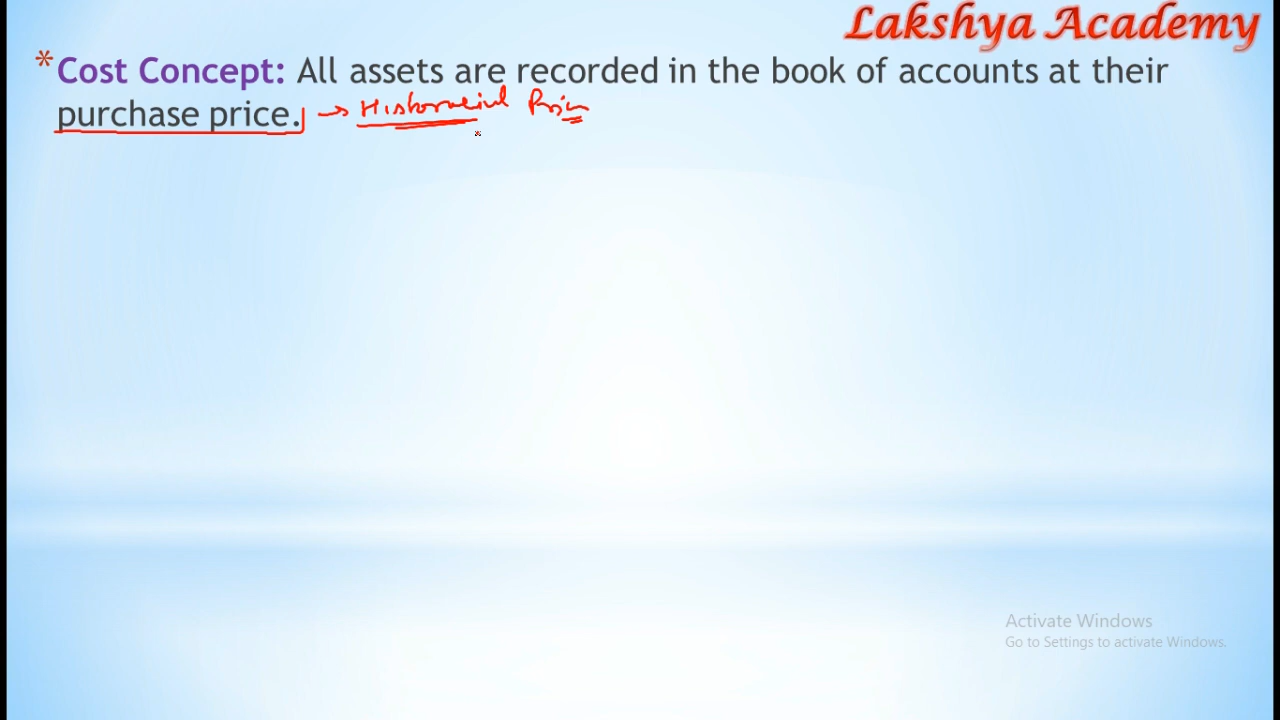 Lakshya Academy
* Cost Concept: All assets are recorded in the book of accounts at their
purchase price. → Historical Price
Activate Windows
Go to Settings to activate Windows.